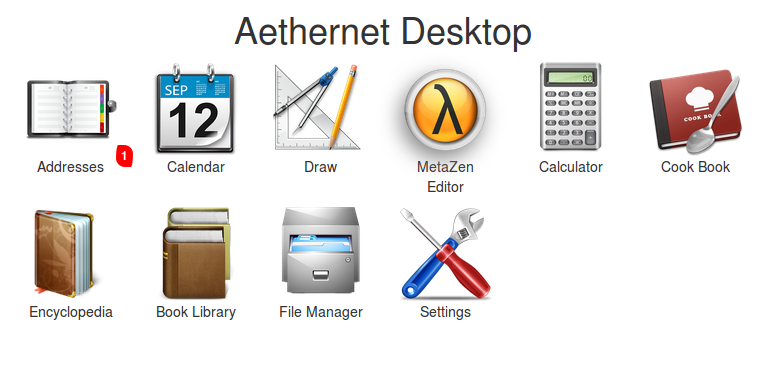 Aethernet Desktop
SEP
12
λ
COOK BOOK
Addresses
1
Calendar
Draw
MetaZen
Editor
Calculator
Cook Book
Encyclopedia
Book Library
File Manager
Settings